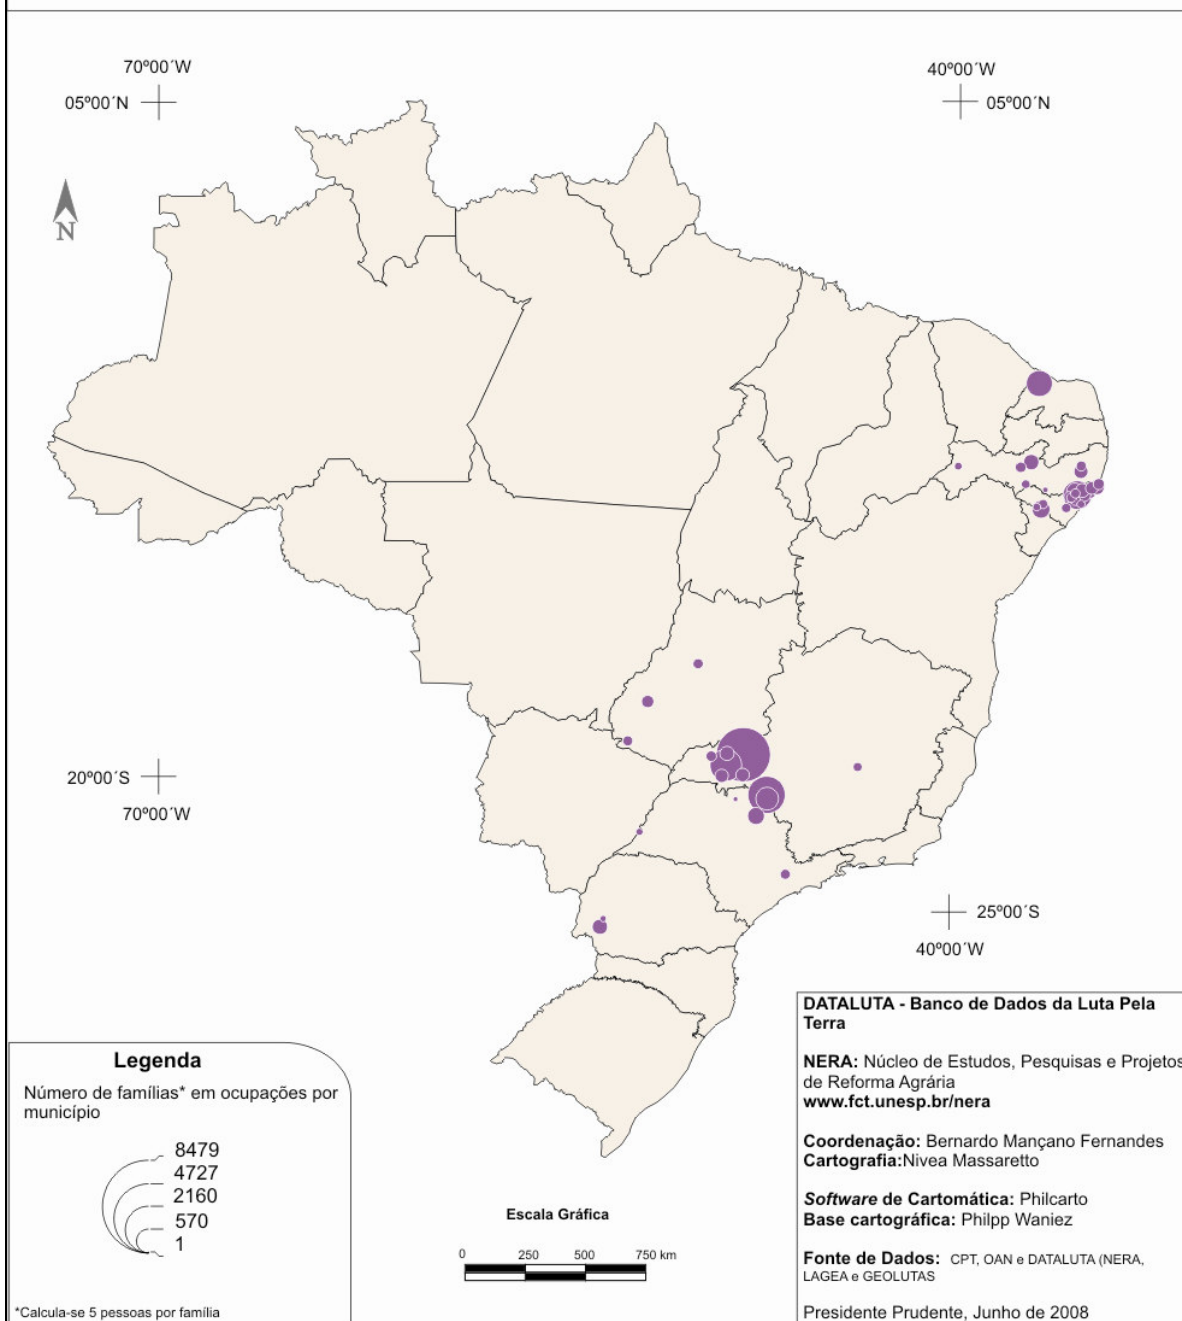 70º00´W
40º00´W
05º00´N
05º00´N
N
20º00´S
70º00´W
25º00´S
40º00´W
Legenda
Número de famílias* em ocupações por
município
8479
4727
2160
570
1
*Calcula-se 5 pessoas por família
Escala Gráfica
0 250 500 750 km
DATALUTA - Banco de Dados da Luta Pela
Terra
NERA: Núcleo de Estudos, Pesquisas e Projetos
de Reforma Agrária
www.fct.unesp.br/nera
Coordenação: Bernardo Mançano Fernandes
Cartografia:Nivea Massaretto
Software de Cartomática: Philcarto
Base cartográfica: Philpp Waniez
Fonte de Dados: CPT, OAN e DATALUTA (NERA,
LAGEA e GEOLUTAS
Presidente Prudente, Junho de 2008